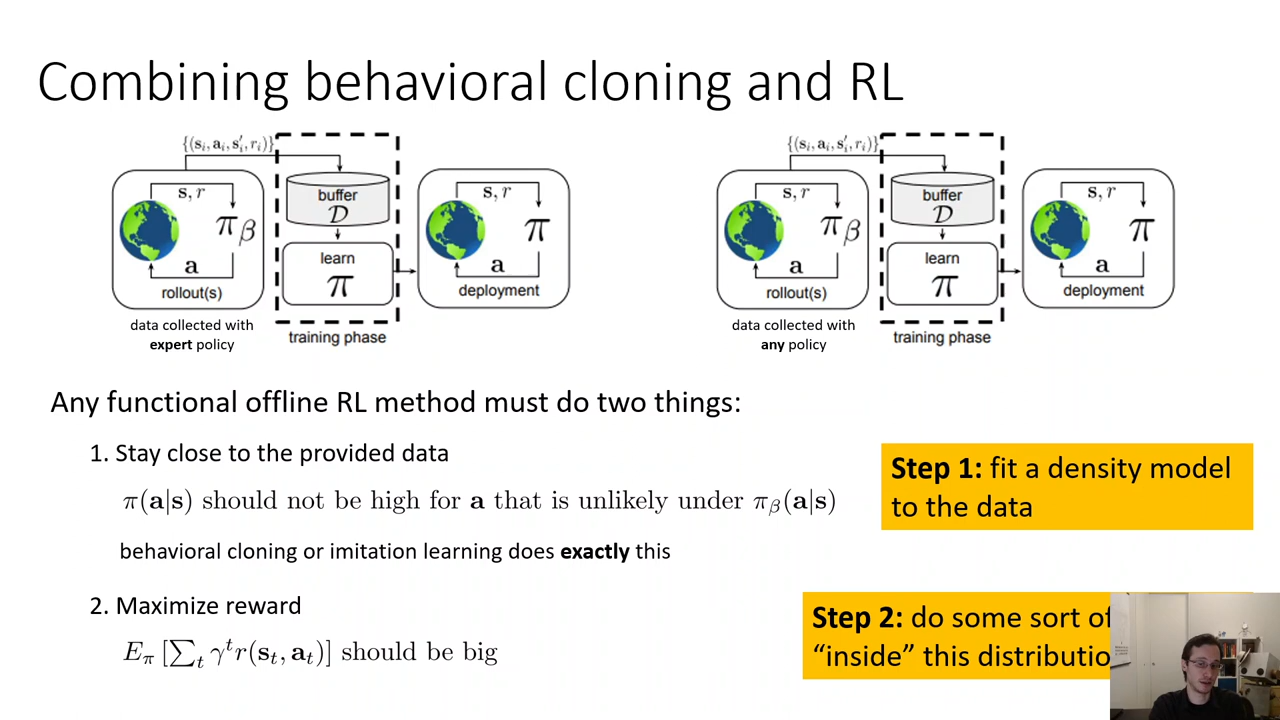 Combining behavioral cloning and RL
{(s_i, a_i, s'_i, r_i)}
s, r
π_β
a
rollout(s)
data collected with
expert policy
buffer
D
learn
π
training phase
s, r
π
a
deployment
{(s_i, a_i, s'_i, r_i)}
s, r
π_β
a
rollout(s)
data collected with
any policy
buffer
D
learn
π
training phase
s, r
π
a
deployment
Any functional offline RL method must do two things:
1. Stay close to the provided data
π(a|s) should not be high for a that is unlikely under π_β(a|s)
behavioral cloning or imitation learning does exactly this
Step 1: fit a density model
to the data
2. Maximize reward
E_π [∑_t γ^t r(s_t, a_t)] should be big
Step 2: do some sort of
"inside" this